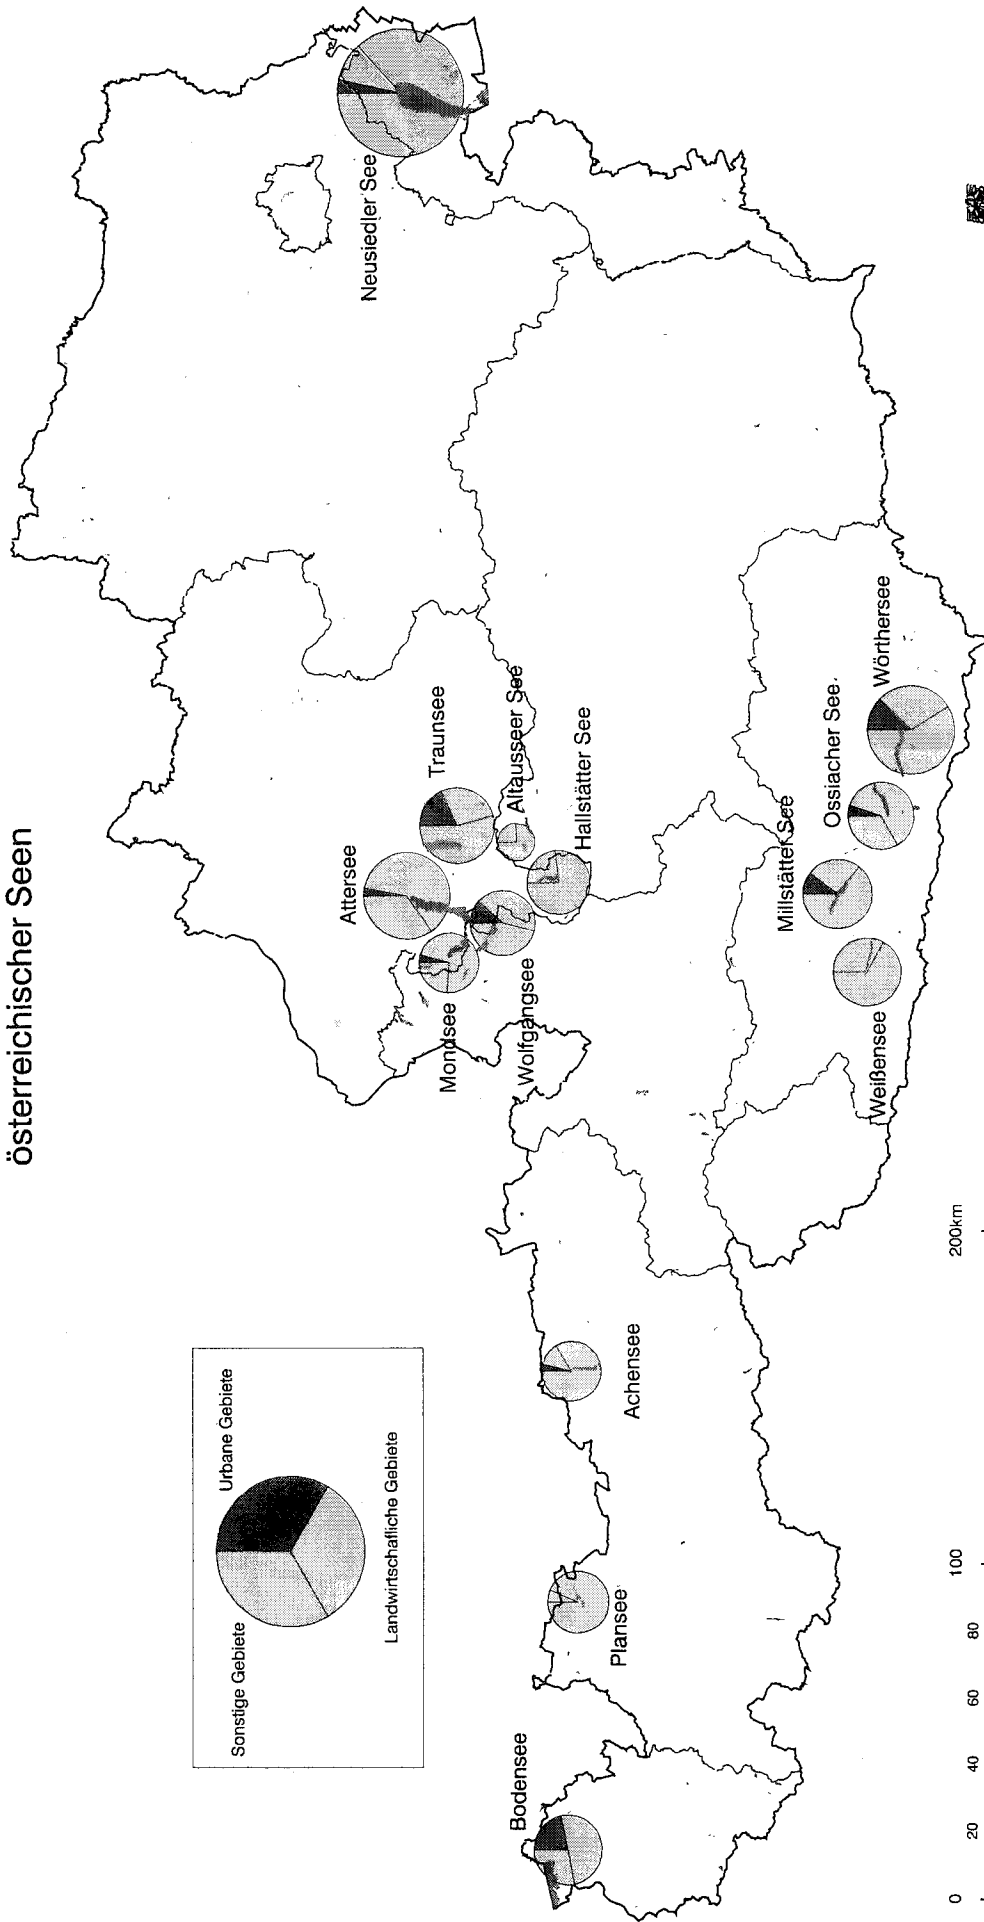 österreichischer Seen
Sonstige Gebiete
Urbane Gebiete
Landwirtschaftliche Gebiete
Neusiedler See
Attersee
Traunsee
Mondsee
Altausseer See
Wolfgangsee
Hallstätter See
Bodensee
Plansee
Achensee
Millstätter See
Ossiacher See
Wörthersee
Weißensee
0 20 40 60 80 100 200km